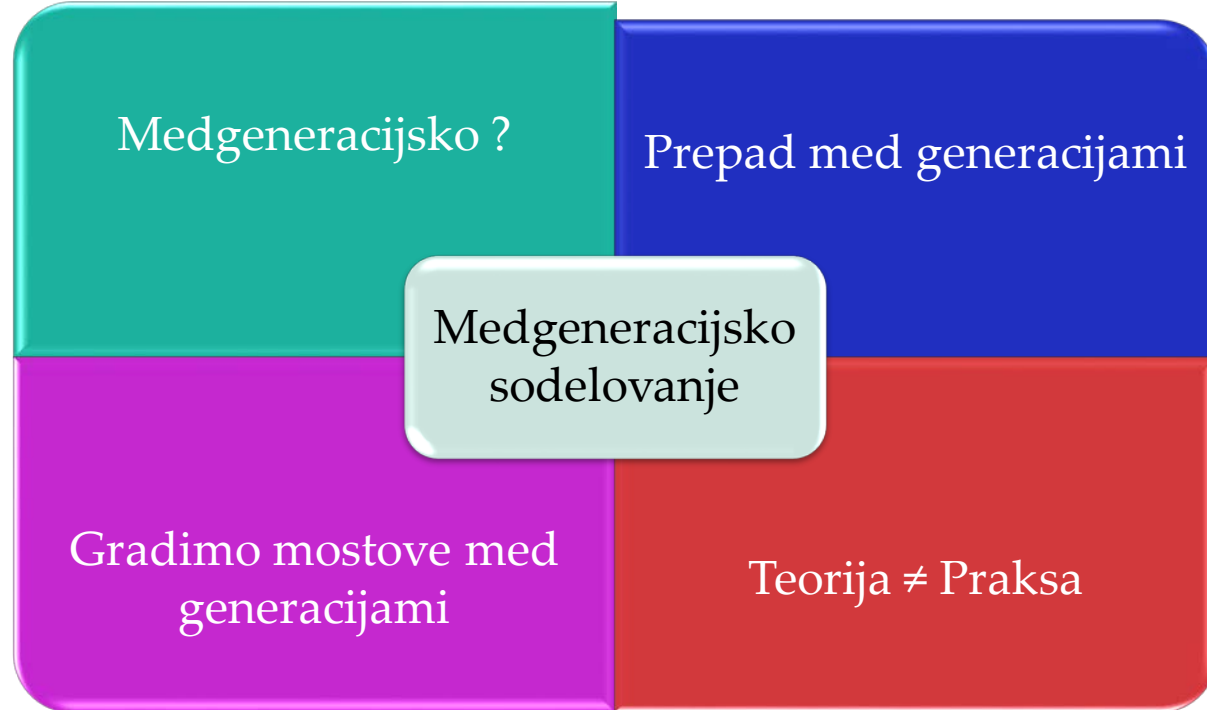 Medgeneracijsko ?
Prepad med generacijami
Medgeneracijsko
sodelovanje
Gradimo mostove med
generacijami
Teorija ≠ Praksa